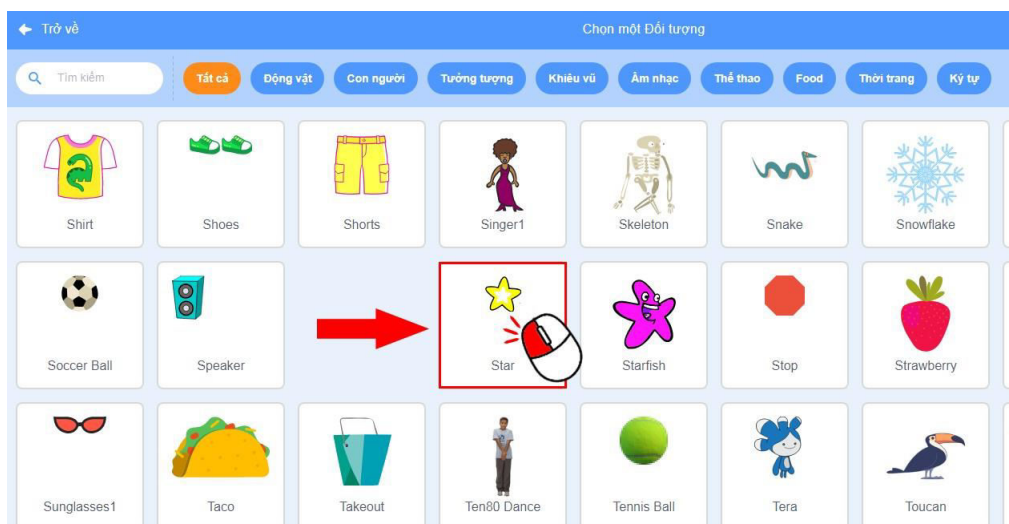 Trở về
Chọn một Đối tượng
Tìm kiếm
Tất cả Động vật Con người Tưởng tượng Khiêu vũ Âm nhạc Thể thao Food Thời trang Ký tự
Shirt Shoes Shorts Singer1 Skeleton Snake Snowflake
Soccer Ball Speaker Star Starfish Stop Strawberry
Sunglasses1 Taco Takeout Ten80 Dance Tennis Ball Tera Toucan